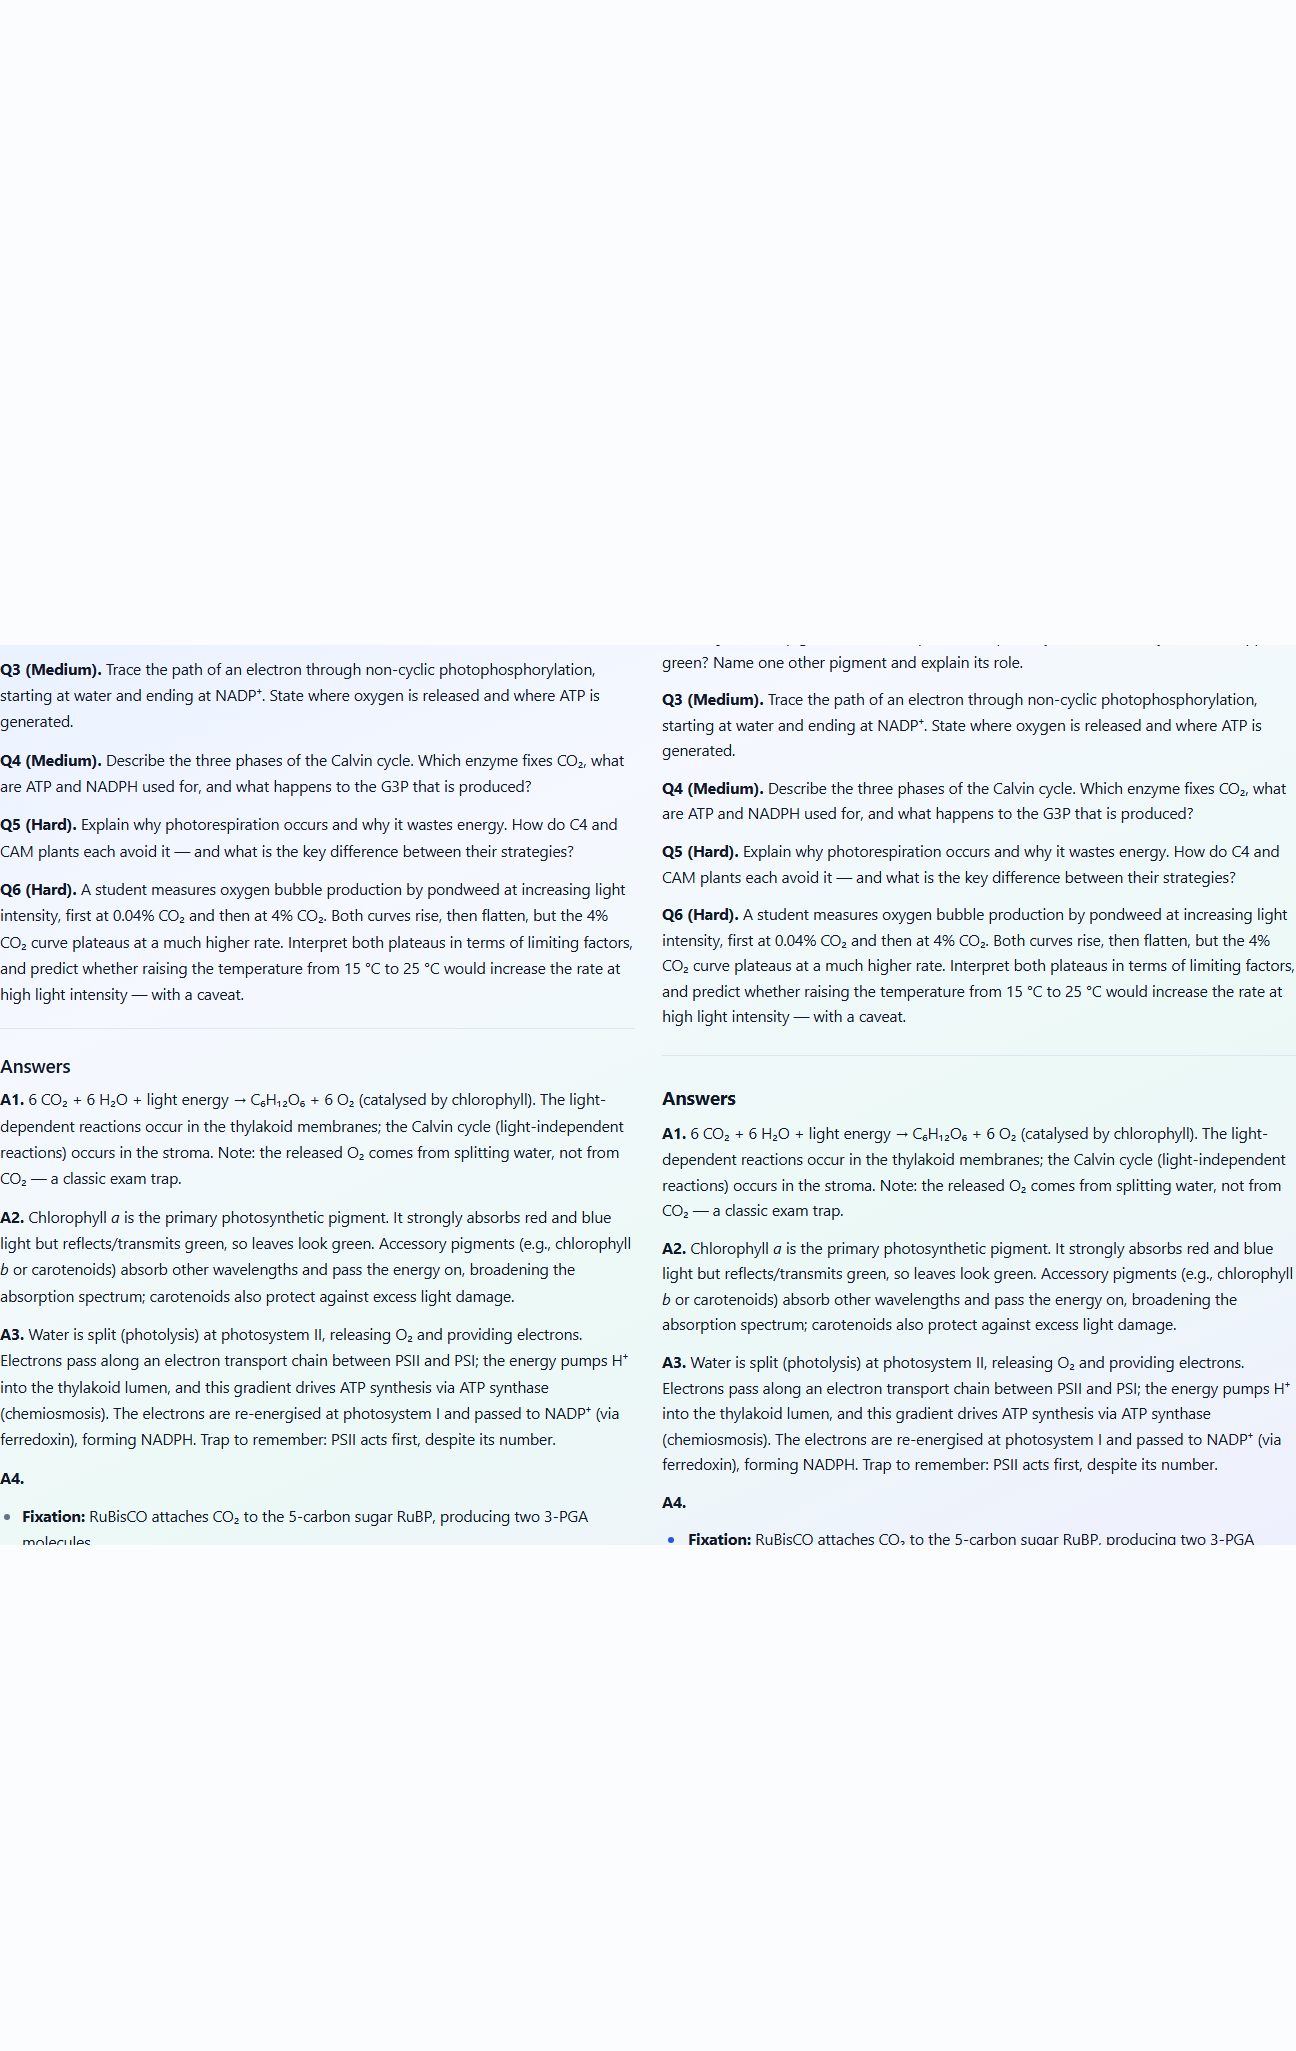 Q3 (Medium). Trace the path of an electron through non-cyclic photophosphorylation,
starting at water and ending at NADP⁺. State where oxygen is released and where ATP is
generated.
Q4 (Medium). Describe the three phases of the Calvin cycle. Which enzyme fixes CO₂, what
are ATP and NADPH used for, and what happens to the G3P that is produced?
Q5 (Hard). Explain why photorespiration occurs and why it wastes energy. How do C4 and
CAM plants each avoid it — and what is the key difference between their strategies?
Q6 (Hard). A student measures oxygen bubble production by pondweed at increasing light
intensity, first at 0.04% CO₂ and then at 4% CO₂. Both curves rise, then flatten, but the 4%
CO₂ curve plateaus at a much higher rate. Interpret both plateaus in terms of limiting factors,
and predict whether raising the temperature from 15 °C to 25 °C would increase the rate at
high light intensity — with a caveat.
Answers
A1. 6 CO₂ + 6 H₂O + light energy → C₆H₁₂O₆ + 6 O₂ (catalysed by chlorophyll). The light-
dependent reactions occur in the thylakoid membranes; the Calvin cycle (light-independent
reactions) occurs in the stroma. Note: the released O₂ comes from splitting water, not from
CO₂ — a classic exam trap.
A2. Chlorophyll a is the primary photosynthetic pigment. It strongly absorbs red and blue
light but reflects/transmits green, so leaves look green. Accessory pigments (e.g., chlorophyll
b or carotenoids) absorb other wavelengths and pass the energy on, broadening the
absorption spectrum; carotenoids also protect against excess light damage.
A3. Water is split (photolysis) at photosystem II, releasing O₂ and providing electrons.
Electrons pass along an electron transport chain between PSII and PSI; the energy pumps H⁺
into the thylakoid lumen, and this gradient drives ATP synthesis via ATP synthase
(chemiosmosis). The electrons are re-energised at photosystem I and passed to NADP⁺ (via
ferredoxin), forming NADPH. Trap to remember: PSII acts first, despite its number.
A4.
• Fixation: RuBisCO attaches CO₂ to the 5-carbon sugar RuBP, producing two 3-PGA
molecules.
green? Name one other pigment and explain its role.
Q3 (Medium). Trace the path of an electron through non-cyclic photophosphorylation,
starting at water and ending at NADP⁺. State where oxygen is released and where ATP is
generated.
Q4 (Medium). Describe the three phases of the Calvin cycle. Which enzyme fixes CO₂, what
are ATP and NADPH used for, and what happens to the G3P that is produced?
Q5 (Hard). Explain why photorespiration occurs and why it wastes energy. How do C4 and
CAM plants each avoid it — and what is the key difference between their strategies?
Q6 (Hard). A student measures oxygen bubble production by pondweed at increasing light
intensity, first at 0.04% CO₂ and then at 4% CO₂. Both curves rise, then flatten, but the 4%
CO₂ curve plateaus at a much higher rate. Interpret both plateaus in terms of limiting factors,
and predict whether raising the temperature from 15 °C to 25 °C would increase the rate at
high light intensity — with a caveat.
Answers
A1. 6 CO₂ + 6 H₂O + light energy → C₆H₁₂O₆ + 6 O₂ (catalysed by chlorophyll). The light-
dependent reactions occur in the thylakoid membranes; the Calvin cycle (light-independent
reactions) occurs in the stroma. Note: the released O₂ comes from splitting water, not from
CO₂ — a classic exam trap.
A2. Chlorophyll a is the primary photosynthetic pigment. It strongly absorbs red and blue
light but reflects/transmits green, so leaves look green. Accessory pigments (e.g., chlorophyll
b or carotenoids) absorb other wavelengths and pass the energy on, broadening the
absorption spectrum; carotenoids also protect against excess light damage.
A3. Water is split (photolysis) at photosystem II, releasing O₂ and providing electrons.
Electrons pass along an electron transport chain between PSII and PSI; the energy pumps H⁺
into the thylakoid lumen, and this gradient drives ATP synthesis via ATP synthase
(chemiosmosis). The electrons are re-energised at photosystem I and passed to NADP⁺ (via
ferredoxin), forming NADPH. Trap to remember: PSII acts first, despite its number.
A4.
• Fixation: RuBisCO attaches CO₂ to the 5-carbon sugar RuBP, producing two 3-PGA